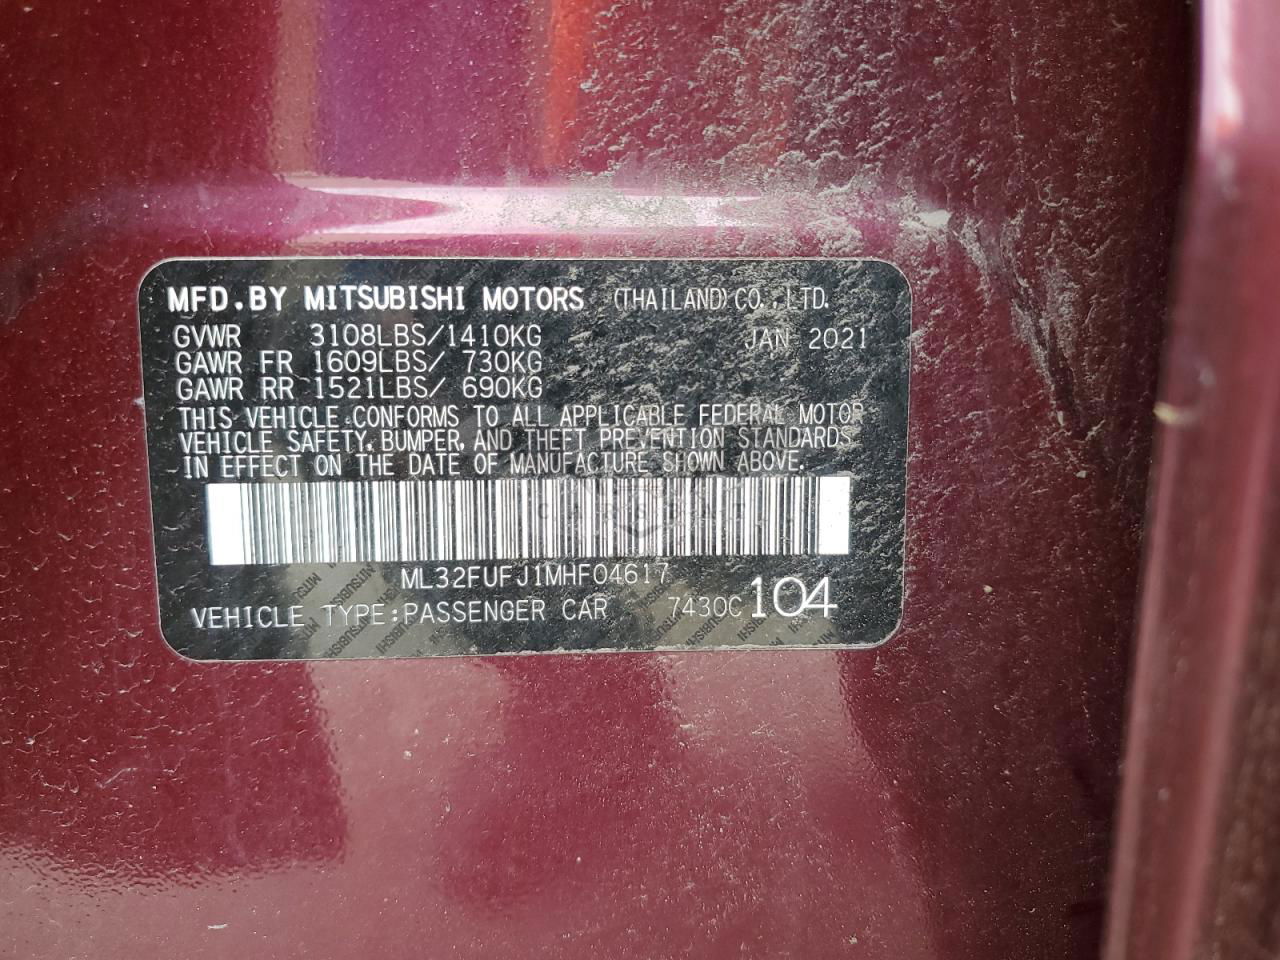 MFD.BY MITSUBISHI MOTORS (THAILAND)CO.,LTD.
GVWR 3108LBS/1410KG JAN 2021
GAWR FR 1609LBS/ 730KG
GAWR RR 1521LBS/ 690KG
THIS VEHICLE CONFORMS TO ALL APPLICABLE FEDERAL MOTOR
VEHICLE SAFETY, BUMPER, AND THEFT PREVENTION STANDARDS
IN EFFECT ON THE DATE OF MANUFACTURE SHOWN ABOVE.
ML32FUFJ1MHF04617
VEHICLE TYPE:PASSENGER CAR 7430C 104